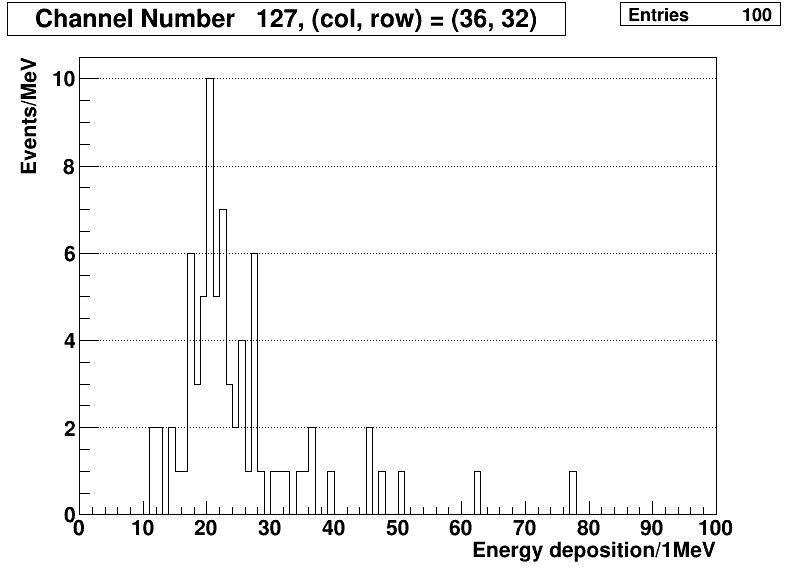 Channel Number 127, (col, row) = (36, 32)
Entries 100
Events/MeV
10
8
6
4
2
0
0 10 20 30 40 50 60 70 80 90 100
Energy deposition/1MeV